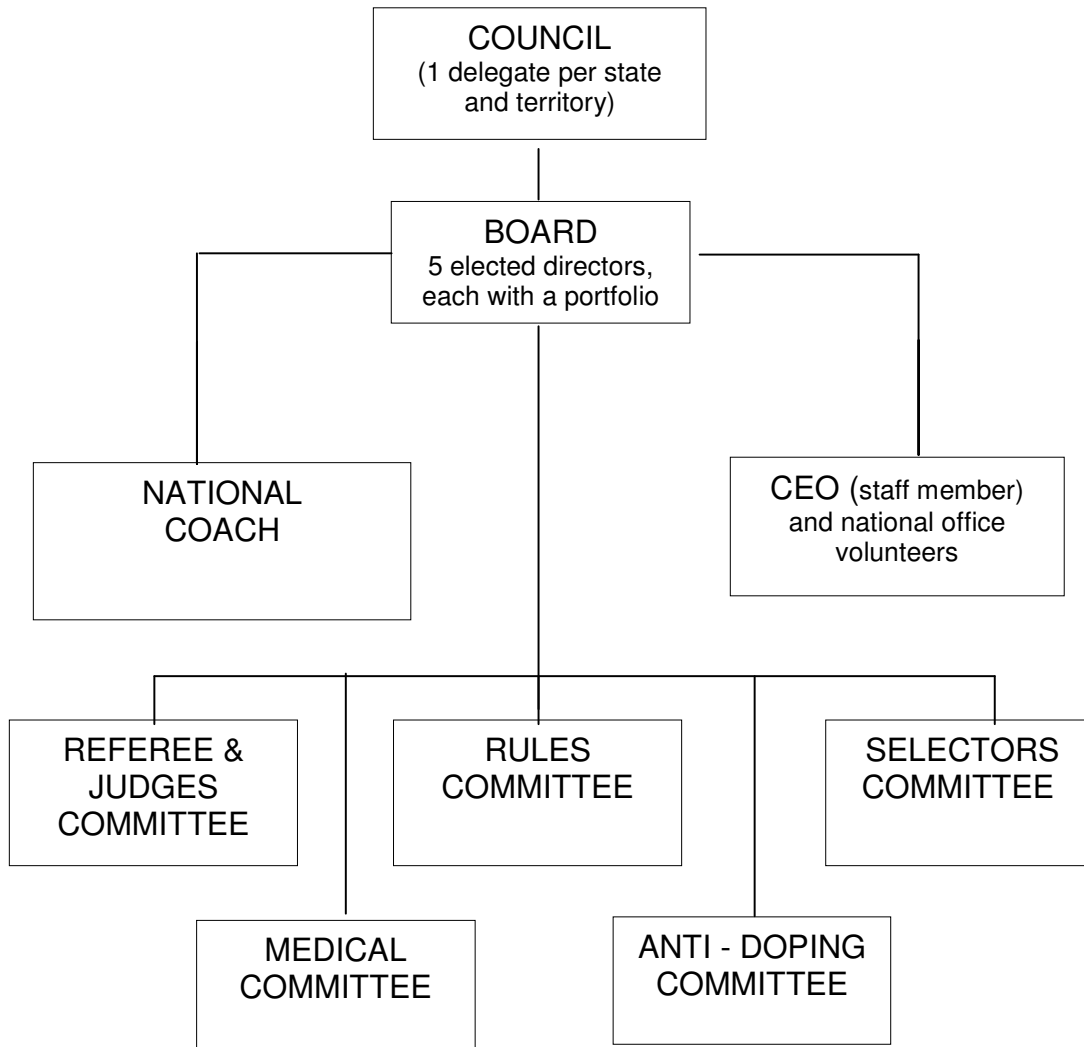 COUNCIL
(1 delegate per state
and territory)
BOARD
5 elected directors,
each with a portfolio
NATIONAL
COACH
CEO (staff member)
and national office
volunteers
REFEREE &
JUDGES
COMMITTEE
RULES
COMMITTEE
SELECTORS
COMMITTEE
MEDICAL
COMMITTEE
ANTI - DOPING
COMMITTEE